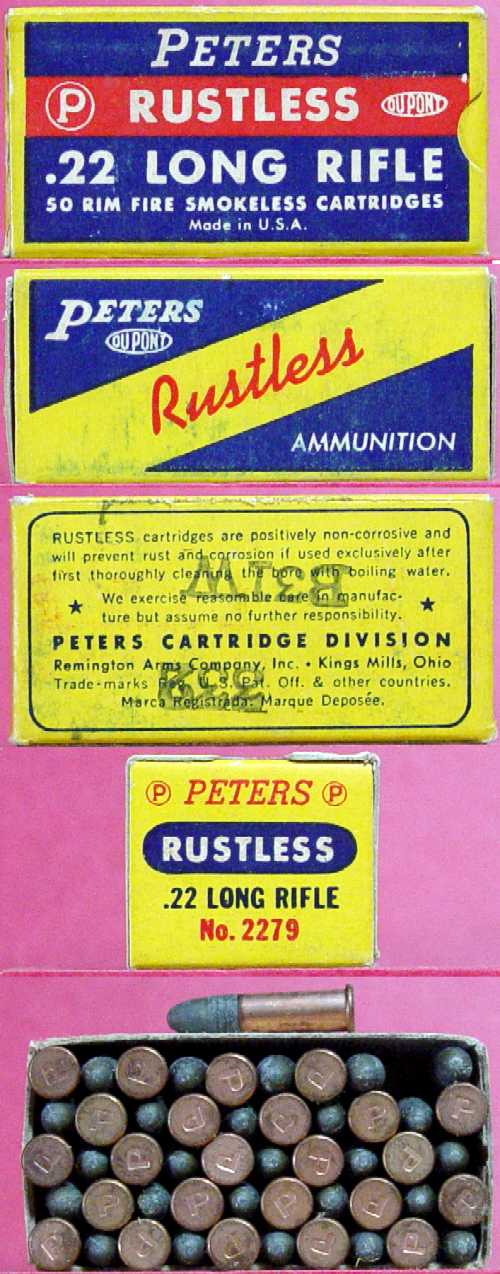 PETERS
P RUSTLESS DU PONT
.22 LONG RIFLE
50 RIM FIRE SMOKELESS CARTRIDGES
Made in U.S.A.
PETERS
DU PONT
Rustless
AMMUNITION
RUSTLESS cartridges are positively non-corrosive and
will prevent rust and corrosion if used exclusively after
first thoroughly cleaning the bore with boiling water.
★ We exercise reasonable care in manufac- ★
ture but assume no further responsibility.
PETERS CARTRIDGE DIVISION
Remington Arms Company, Inc. • Kings Mills, Ohio
Trade-marks Reg. U.S. Pat. Off. & other countries.
Marca Registrada. Marque Deposée.
P PETERS P
RUSTLESS
.22 LONG RIFLE
No. 2279
P P P P
P P P P
P P P P P
P P P P
P P P P P